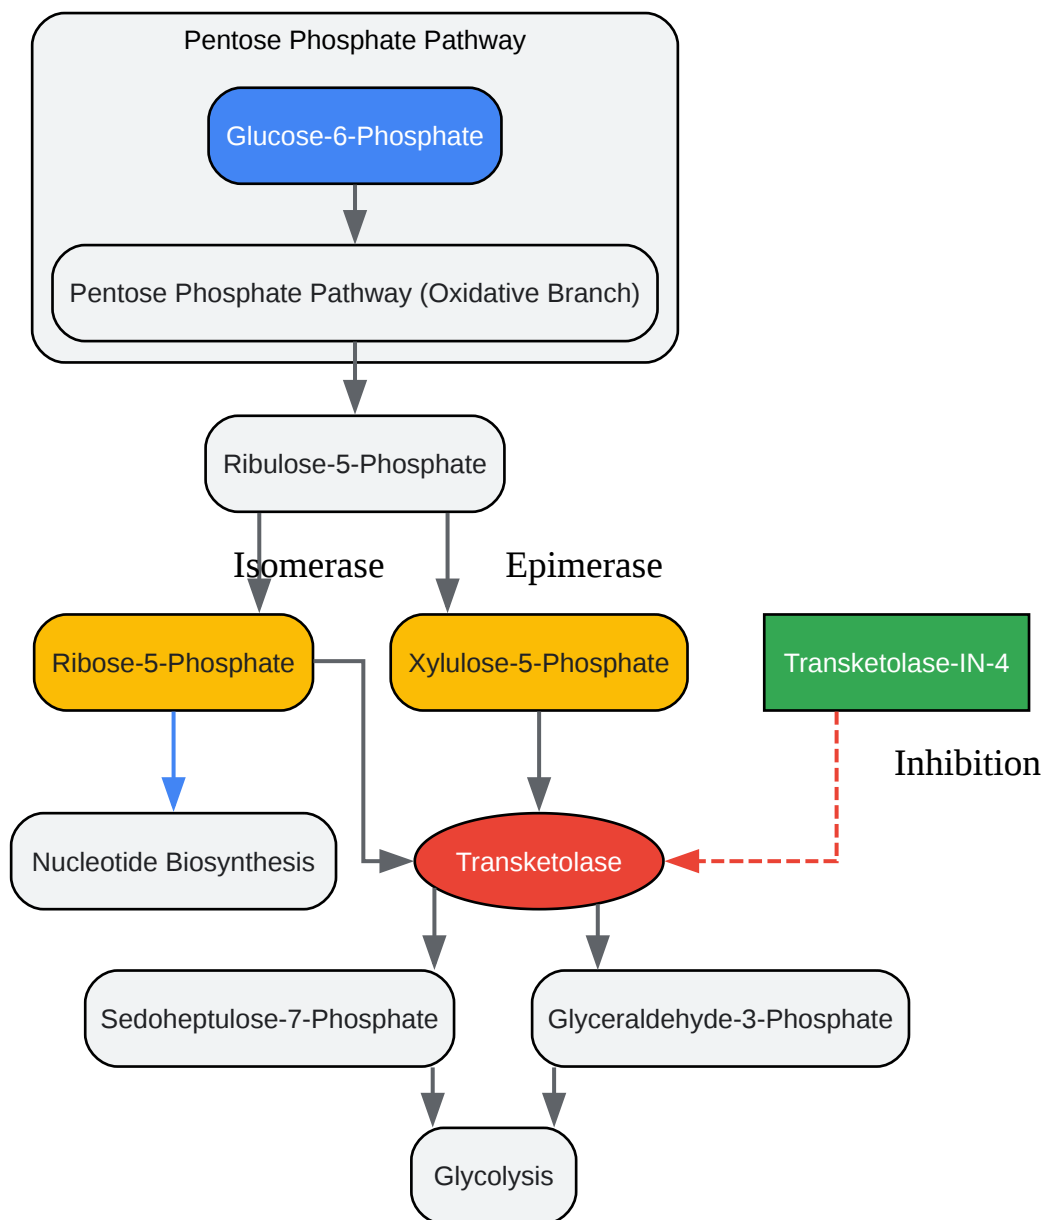 Pentose Phosphate Pathway
Glucose-6-Phosphate
Pentose Phosphate Pathway (Oxidative Branch)
Ribulose-5-Phosphate
Isomerase
Epimerase
Ribose-5-Phosphate
Xylulose-5-Phosphate
Transketolase-IN-4
Inhibition
Nucleotide Biosynthesis
Transketolase
Sedoheptulose-7-Phosphate
Glyceraldehyde-3-Phosphate
Glycolysis